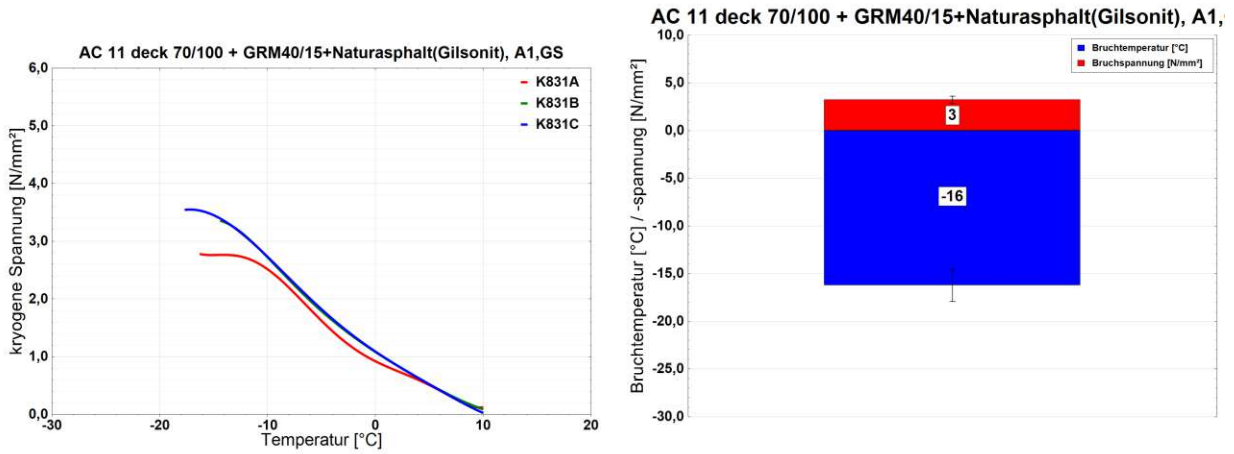 AC 11 deck 70/100 + GRM40/15+Naturasphalt(Gilsonit), A1,GS
kryogene Spannung [N/mm²]
6,0
5,0
4,0
3,0
2,0
1,0
0,0
K831A
K831B
K831C
-30
-20
-10
0
10
20
Temperatur [°C]
AC 11 deck 70/100 + GRM40/15+Naturasphalt(Gilsonit), A1,
Bruchtemperatur [°C] / -spannung [N/mm²]
10,0
5,0
0,0
-5,0
-10,0
-15,0
-20,0
-25,0
-30,0
Bruchtemperatur [°C]
Bruchspannung [N/mm²]
3
-16